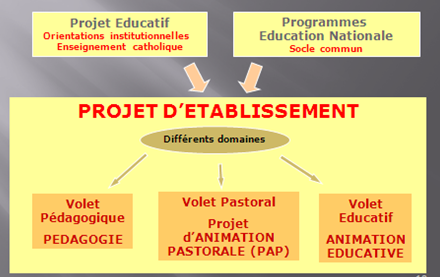 Projet Educatif
Orientations institutionnelles
Enseignement catholique
Programmes
Education Nationale
Socle commun
PROJET D'ETABLISSEMENT
Différents domaines
Volet
Pédagogique
PEDAGOGIE
Volet Pastoral
Projet
d'ANIMATION
PASTORALE (PAP)
Volet
Educatif
ANIMATION
EDUCATIVE